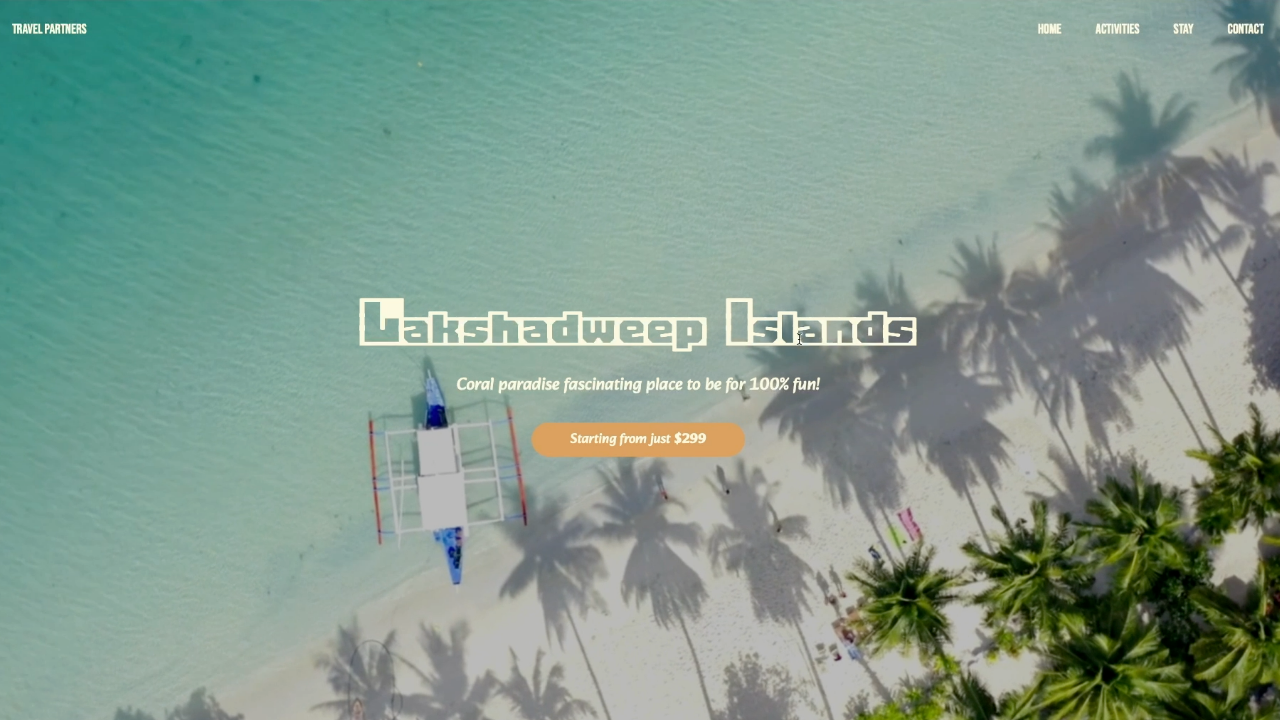 TRAVEL PARTNERS
HOME ACTIVITIES STAY CONTACT
Lakshadweep Islands
Coral paradise fascinating place to be for 100% fun!
Starting from just $299